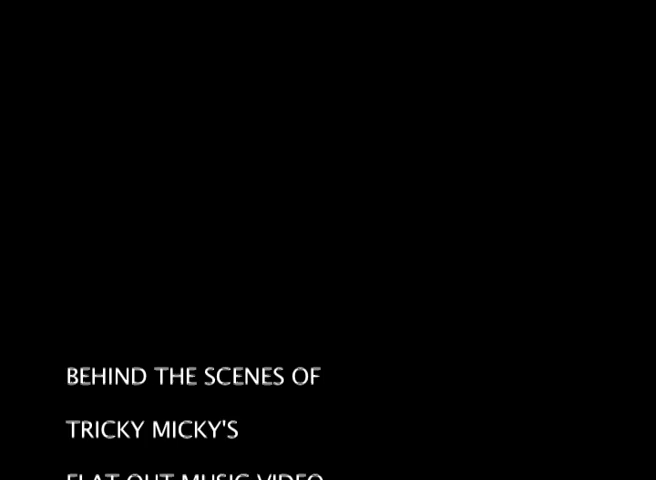 BEHIND THE SCENES OF
TRICKY MICKY'S
FLAT OUT MUSIC VIDEO